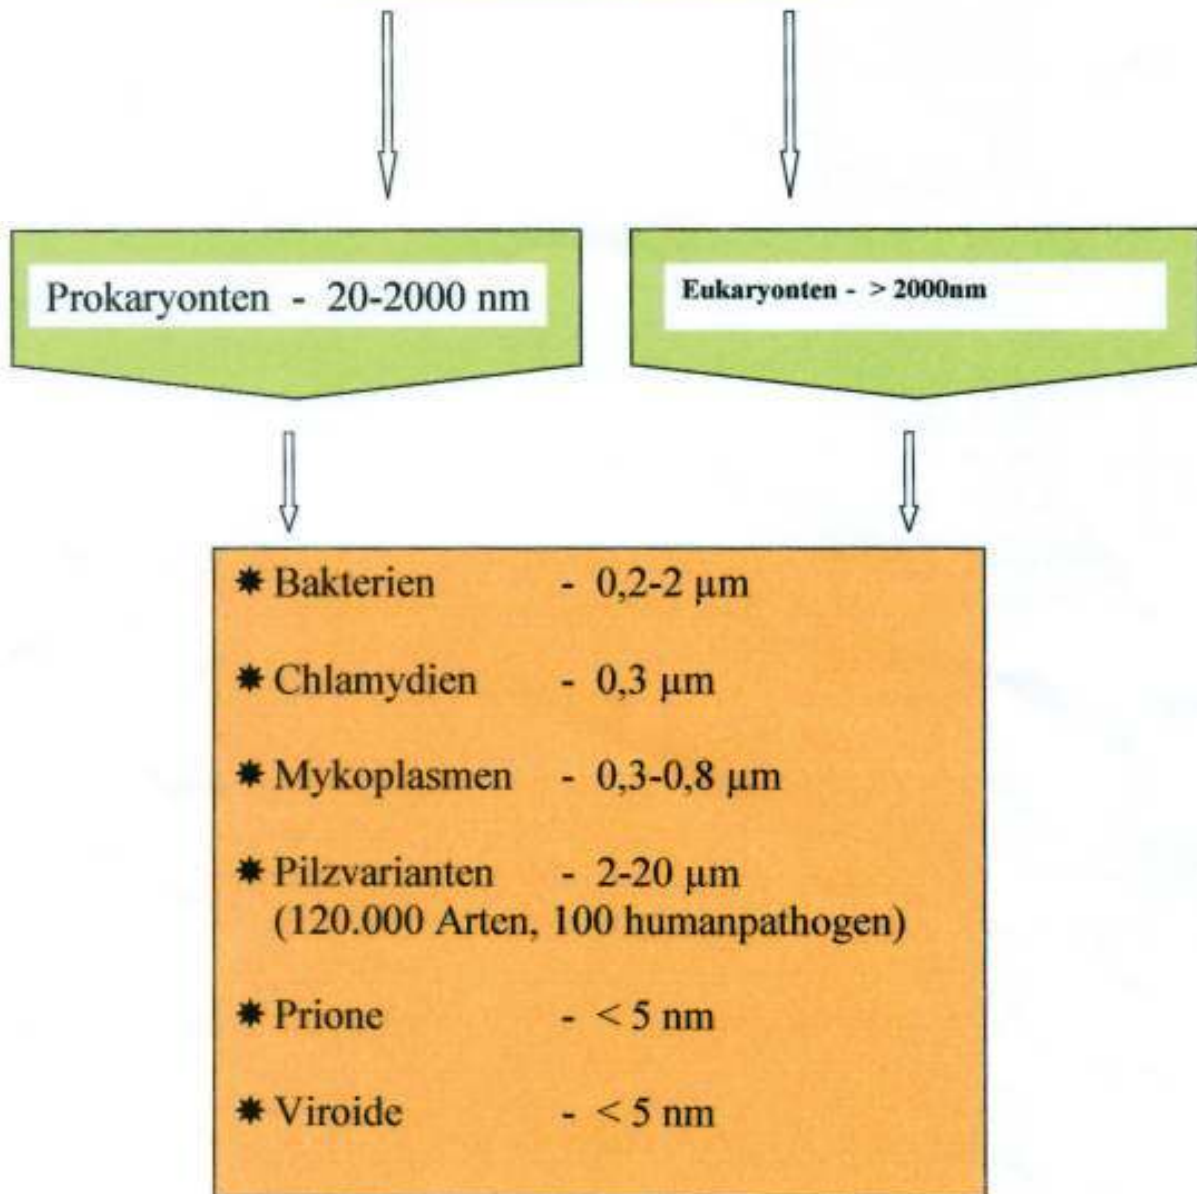 Prokaryonten - 20-2000 nm
Eukaryonten - > 2000nm
✷ Bakterien - 0,2-2 µm
✷ Chlamydien - 0,3 µm
✷ Mykoplasmen - 0,3-0,8 µm
✷ Pilzvarianten - 2-20 µm
(120.000 Arten, 100 humanpathogen)
✷ Prione - < 5 nm
✷ Viroide - < 5 nm